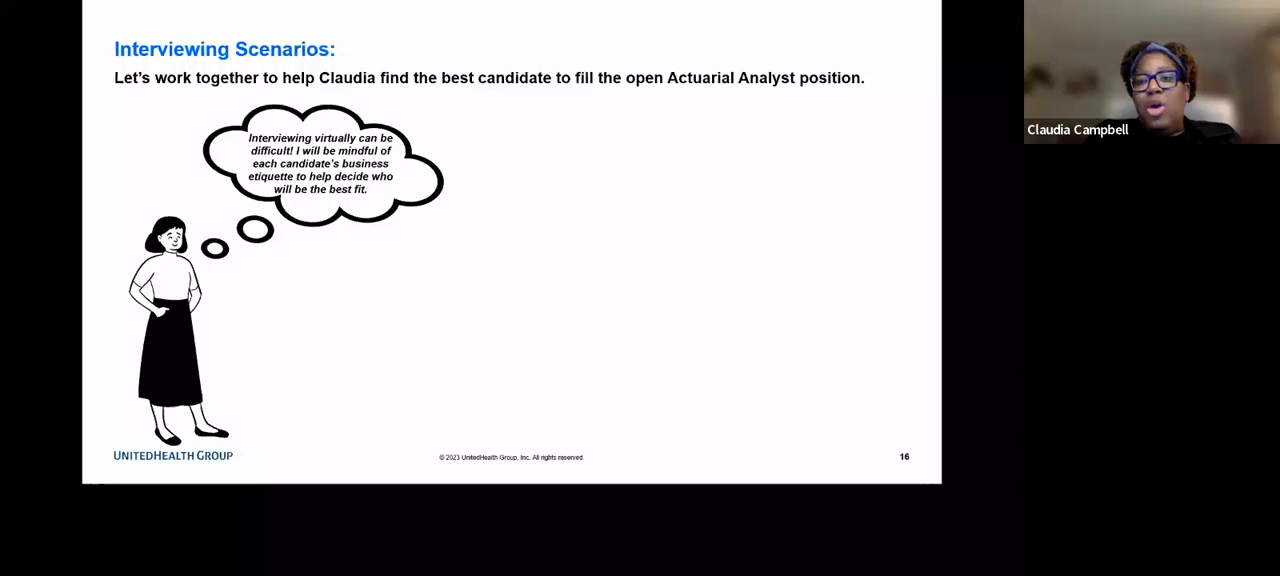 Interviewing Scenarios:
Let's work together to help Claudia find the best candidate to fill the open Actuarial Analyst position.
Interviewing virtually can be
difficult! I will be mindful of
each candidate's business
etiquette to help decide who
will be the best fit.
Claudia Campbell
UNITEDHEALTH GROUP
© 2023 UnitedHealth Group, Inc. All rights reserved.
16